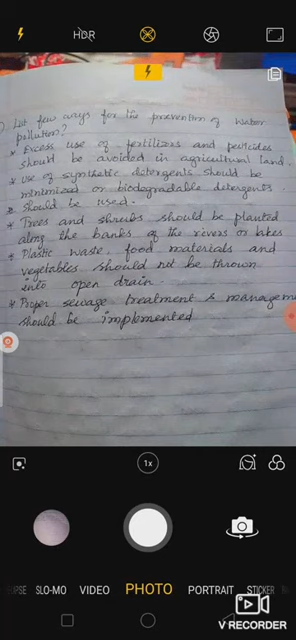 HDR
List few ways for the prevention of water
pollution?
* Excess use of fertilizers and pesticides
should be avoided in agricultural land.
* Use of synthetic detergents should be
minimized or biodegradable detergents
should be used.
* Trees and shrubs should be planted
along the banks of the rivers or lakes
* Plastic waste, food materials and
vegetables should not be thrown
into open drain.
* Proper sewage treatment & managem
should be implemented
1x
SLO-MO VIDEO PHOTO PORTRAIT STICKER
V RECORDER